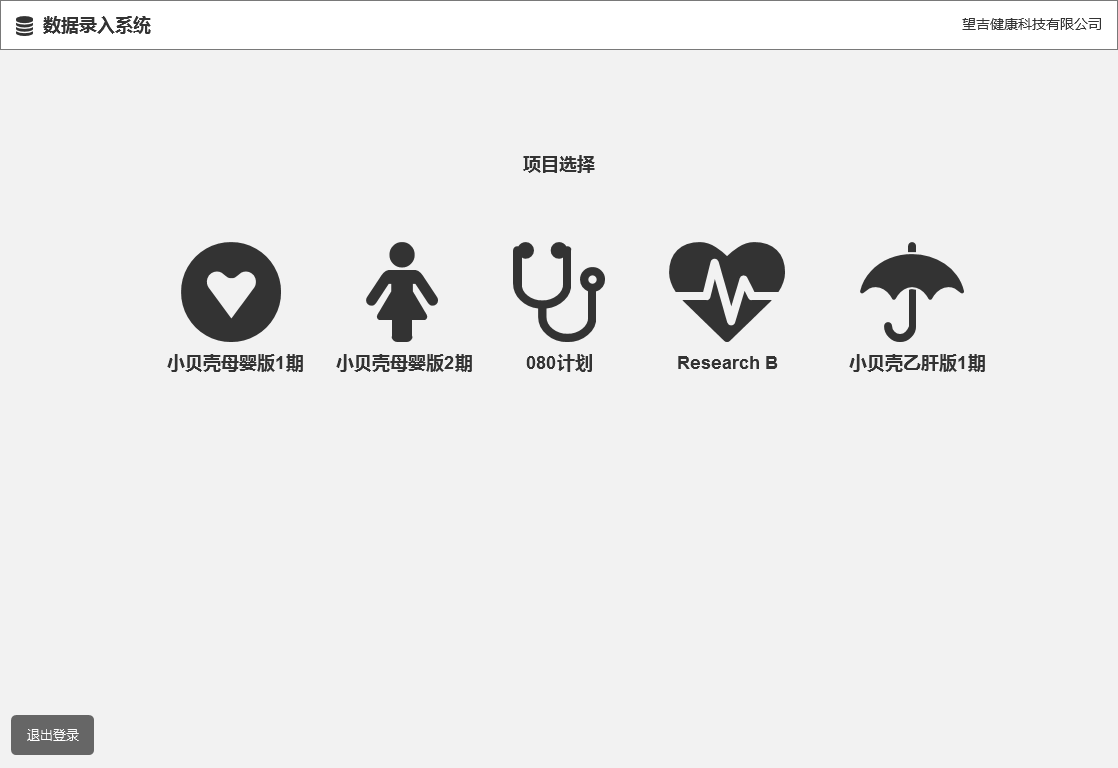 数据录入系统
望吉健康科技有限公司
项目选择
小贝壳母婴版1期
小贝壳母婴版2期
080计划
Research B
小贝壳乙肝版1期
退出登录